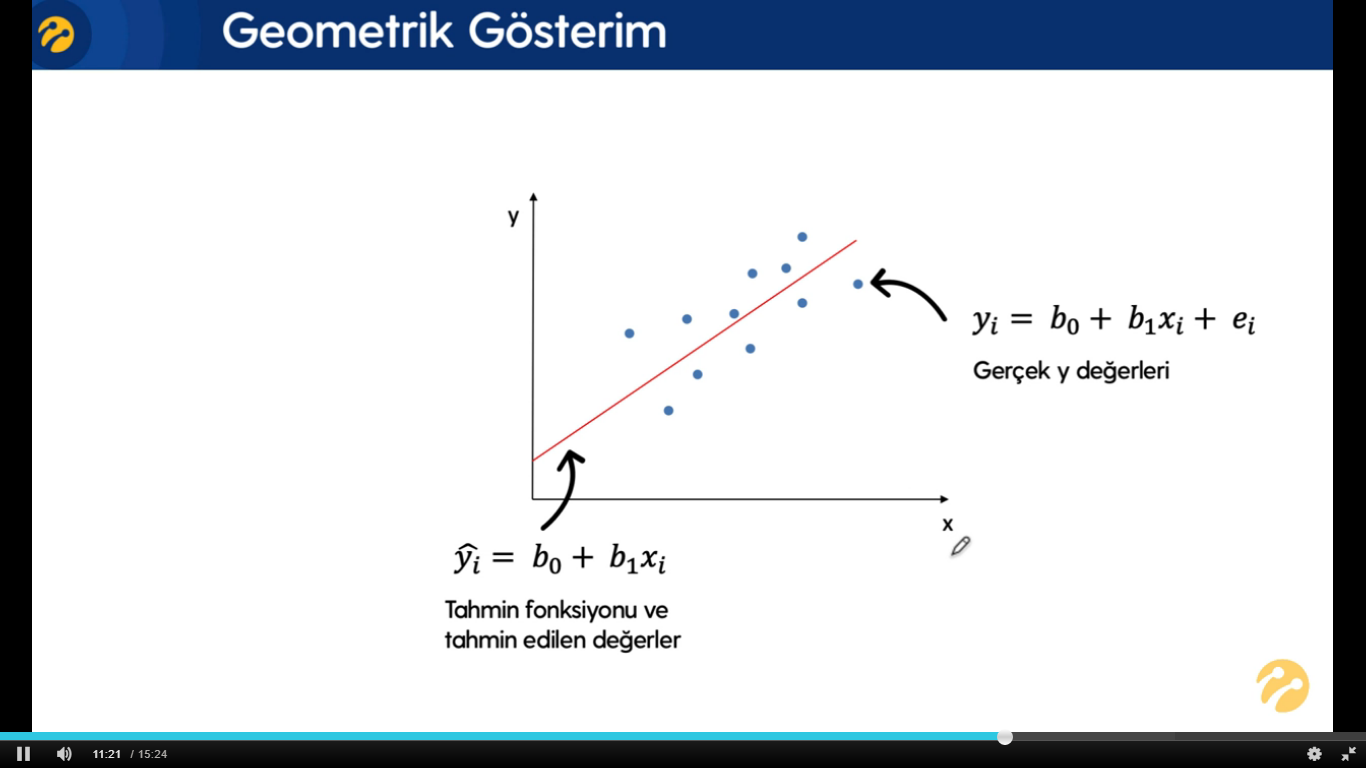 Geometrik Gösterim
y
yᵢ = b₀ + b₁xᵢ + eᵢ
Gerçek y değerleri
x
ŷᵢ = b₀ + b₁xᵢ
Tahmin fonksiyonu ve
tahmin edilen değerler
11:21 / 15:24